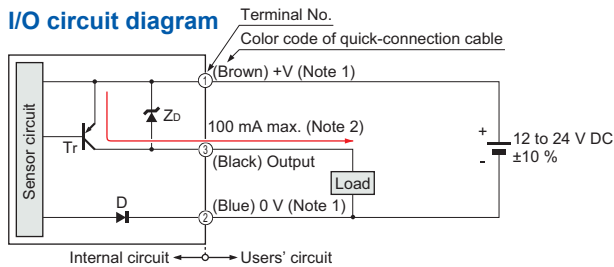 I/O circuit diagram
Terminal No.
Color code of quick-connection cable
1
(Brown) +V (Note 1)
Sensor circuit
Tr
ZD
100 mA max. (Note 2)
3
(Black) Output
+
-
12 to 24 V DC
±10 %
Load
D
2
(Blue) 0 V (Note 1)
Internal circuit
Users' circuit